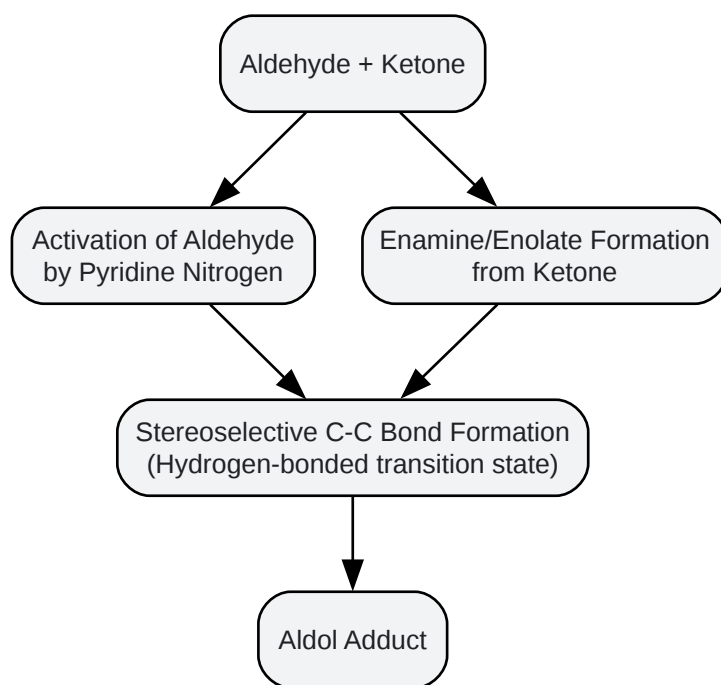 Aldehyde + Ketone
Activation of Aldehyde
by Pyridine Nitrogen
Enamine/Enolate Formation
from Ketone
Stereoselective C-C Bond Formation
(Hydrogen-bonded transition state)
Aldol Adduct